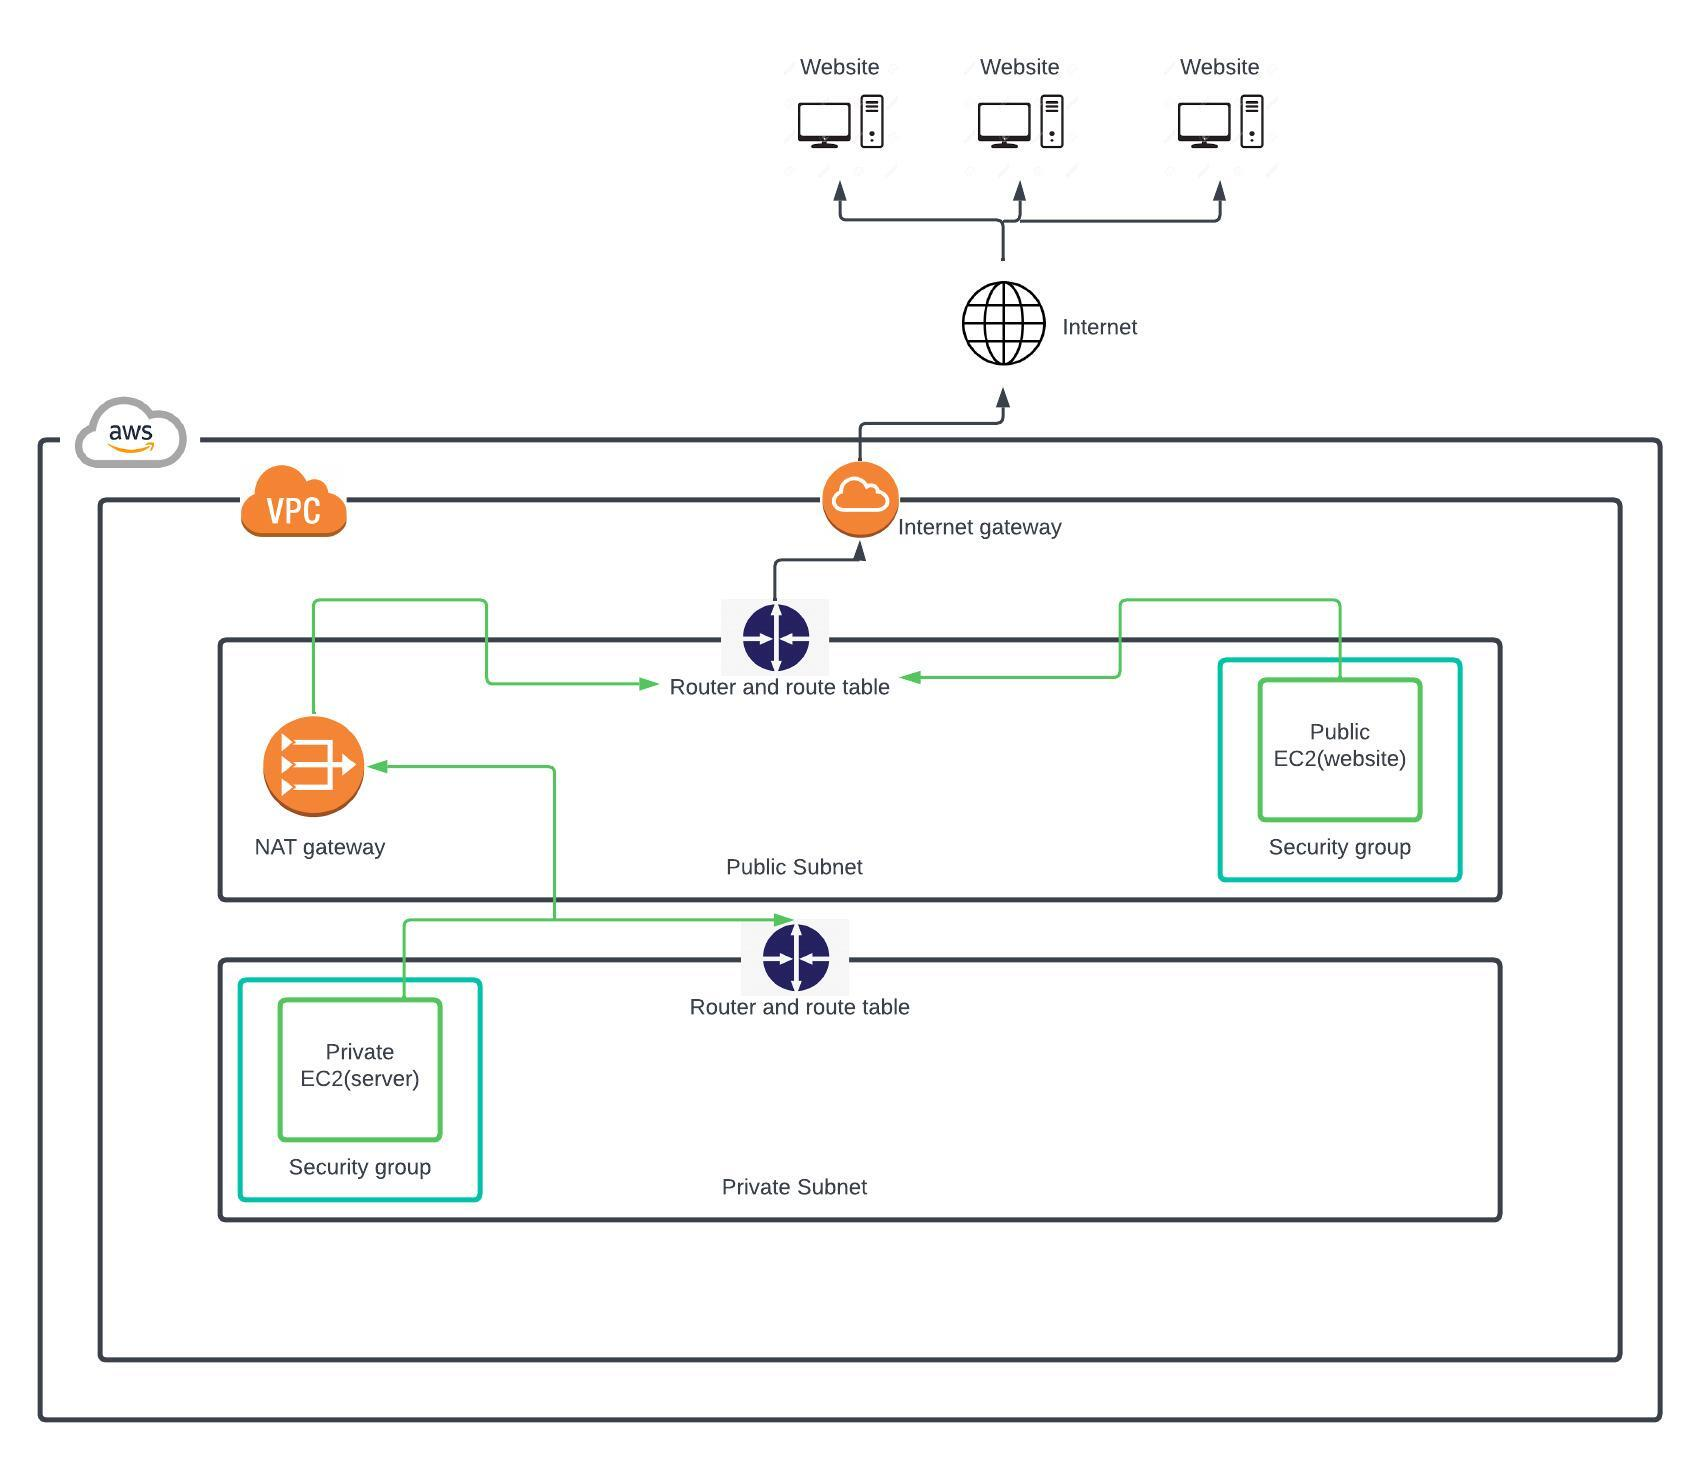 Website
Website
Website
Internet
aws
VPC
Internet gateway
Router and route table
Public
EC2(website)
NAT gateway
Security group
Public Subnet
Router and route table
Private
EC2(server)
Security group
Private Subnet